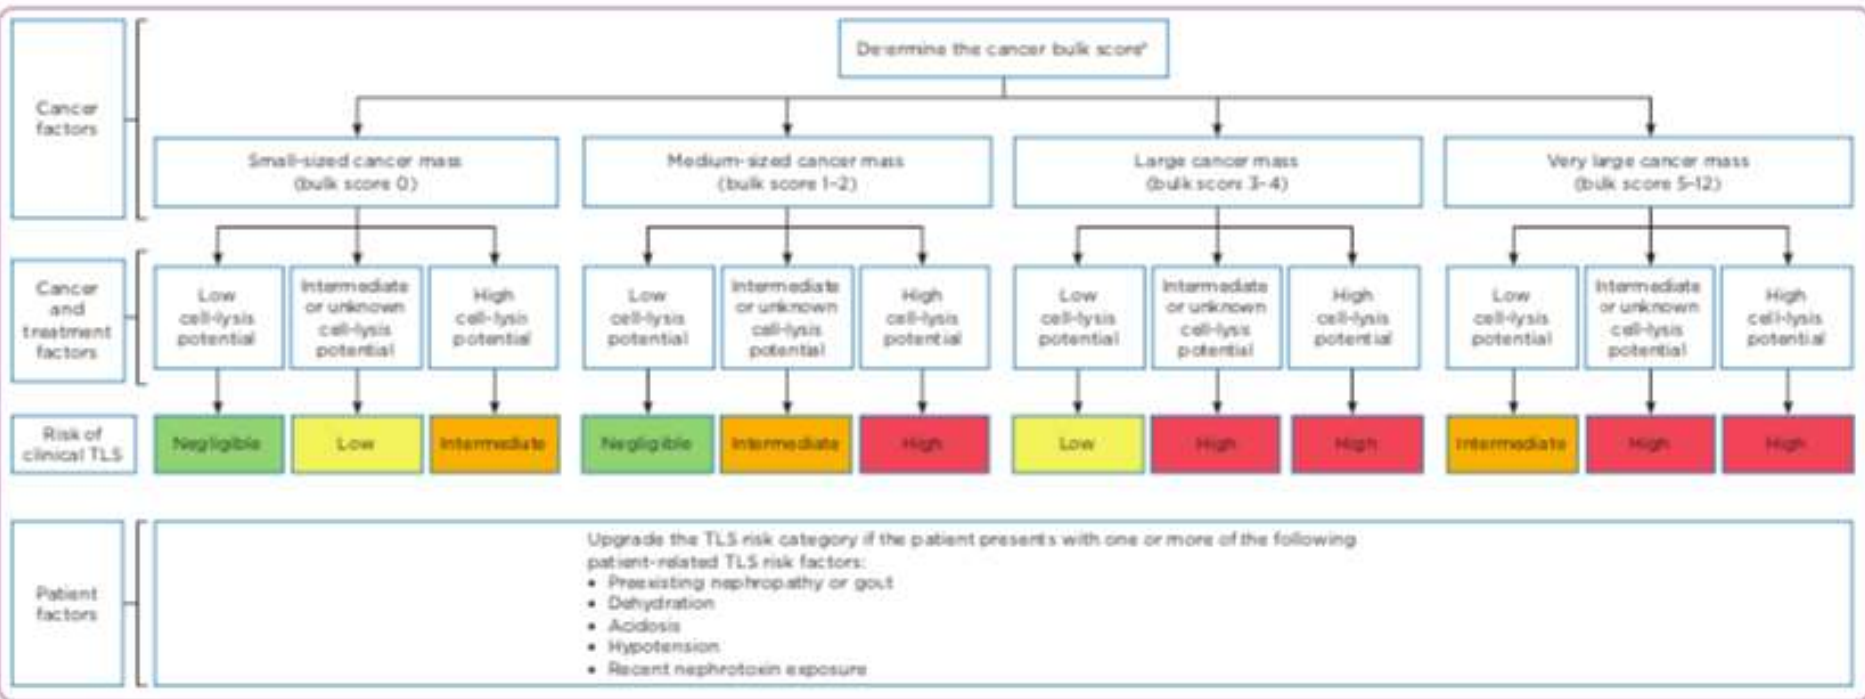 Determine the cancer bulk score*
Cancer
factors
Small-sized cancer mass
(bulk score 0)
Medium-sized cancer mass
(bulk score 1–2)
Large cancer mass
(bulk score 3–4)
Very large cancer mass
(bulk score 5–12)
Cancer
and
treatment
factors
Low
cell-lysis
potential
Intermediate
or unknown
cell-lysis
potential
High
cell-lysis
potential
Low
cell-lysis
potential
Intermediate
or unknown
cell-lysis
potential
High
cell-lysis
potential
Low
cell-lysis
potential
Intermediate
or unknown
cell-lysis
potential
High
cell-lysis
potential
Low
cell-lysis
potential
Intermediate
or unknown
cell-lysis
potential
High
cell-lysis
potential
Risk of
clinical TLS
Negligible
Low
Intermediate
Negligible
Intermediate
High
Low
High
High
Intermediate
High
High
Patient
factors
Upgrade the TLS risk category if the patient presents with one or more of the following
patient-related TLS risk factors:
• Preexisting nephropathy or gout
• Dehydration
• Acidosis
• Hypotension
• Recent nephrotoxin exposure